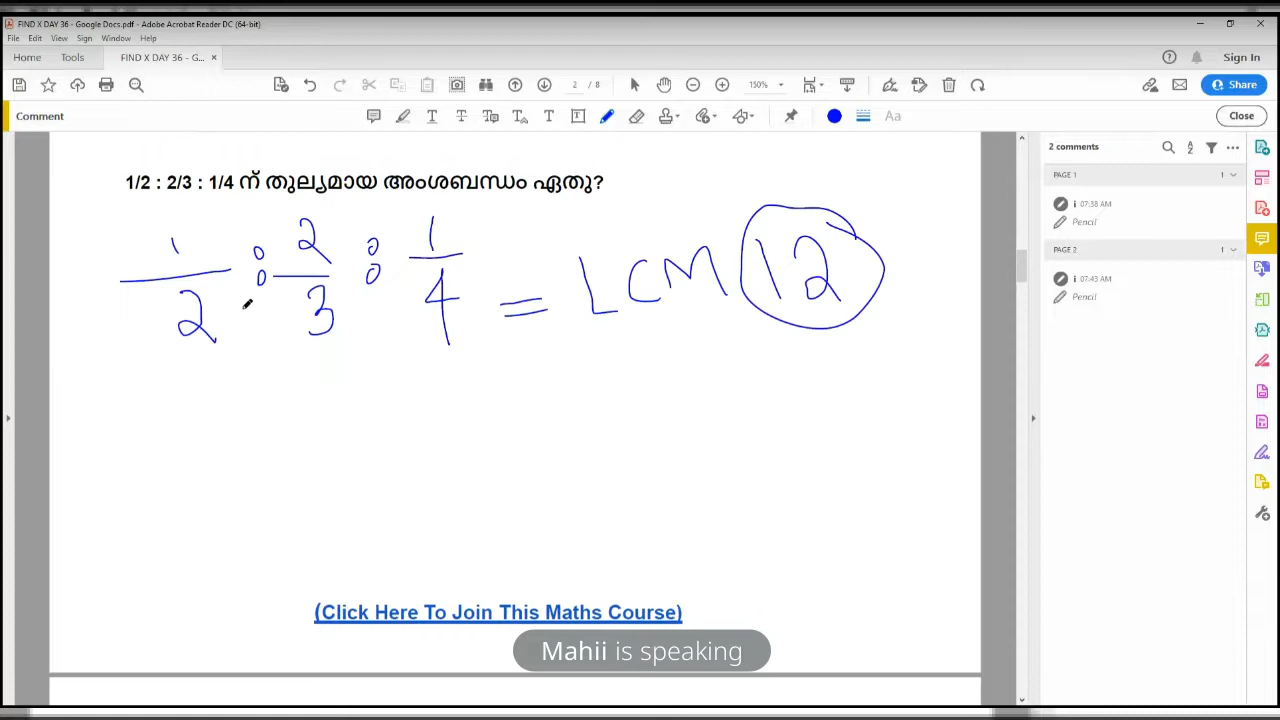 FIND X DAY 36 - Google Docs.pdf - Adobe Acrobat Reader DC (64-bit)
File Edit View Sign Window Help
Home Tools FIND X DAY 36 - G... × Sign In
2 / 8 150% Share
Comment Aa Close
1/2 : 2/3 : 1/4 ന് തുല്യമായ അംശബന്ധം ഏതു?
1/2 : 2/3 : 1/4 = LCM 12
(Click Here To Join This Maths Course)
Mahii is speaking
2 comments
PAGE 1 1
i 07:38 AM
Pencil
PAGE 2 1
i 07:43 AM
Pencil